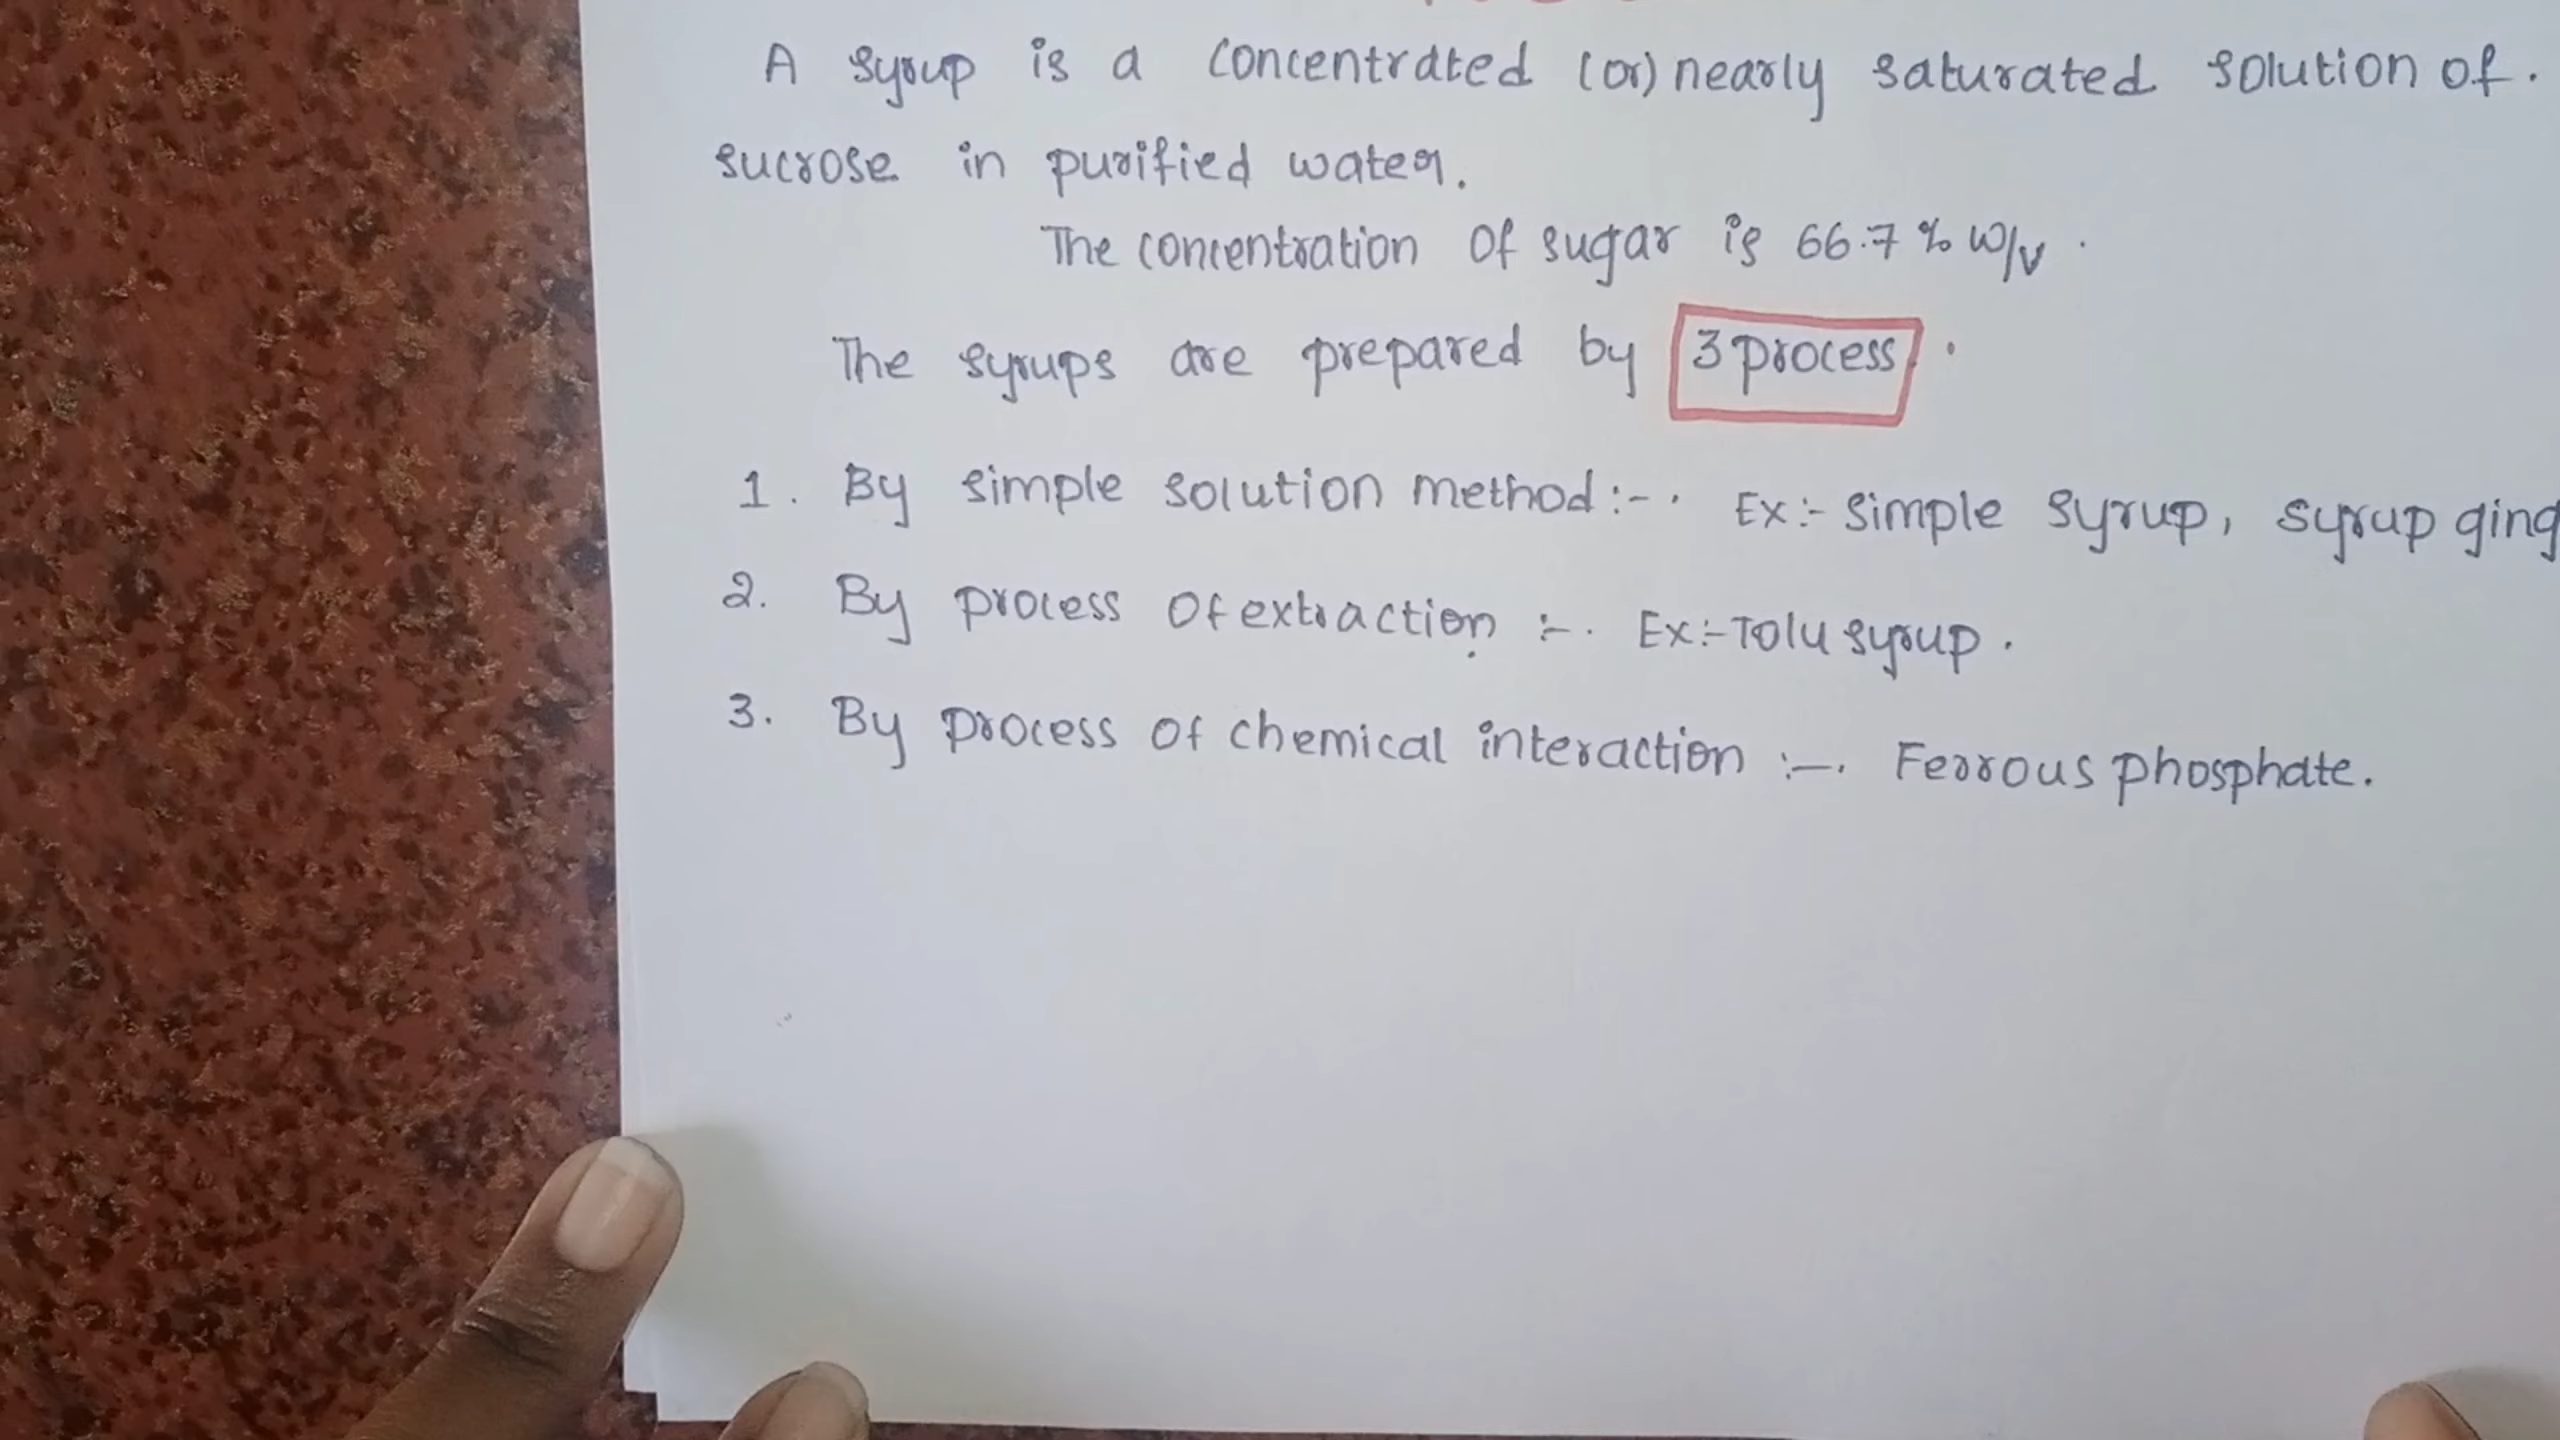 A syrup is a concentrated (or) nearly saturated solution of.
sucrose in purified water.
The concentration of sugar is 66.7 % w/v.
The syrups are prepared by 3 process.
1. By simple solution method :-. Ex:- Simple syrup, syrup ging
2. By process of extraction :-. Ex:- Tolu syrup.
3. By process of chemical interaction :-. Ferrous phosphate.